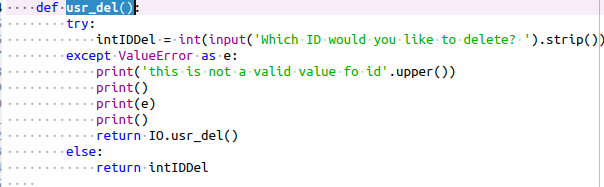 def usr_del():
try:
intIDDel = int(input('Which ID would you like to delete? ').strip())
except ValueError as e:
print('this is not a valid value fo id'.upper())
print()
print(e)
print()
return IO.usr_del()
else:
return intIDDel